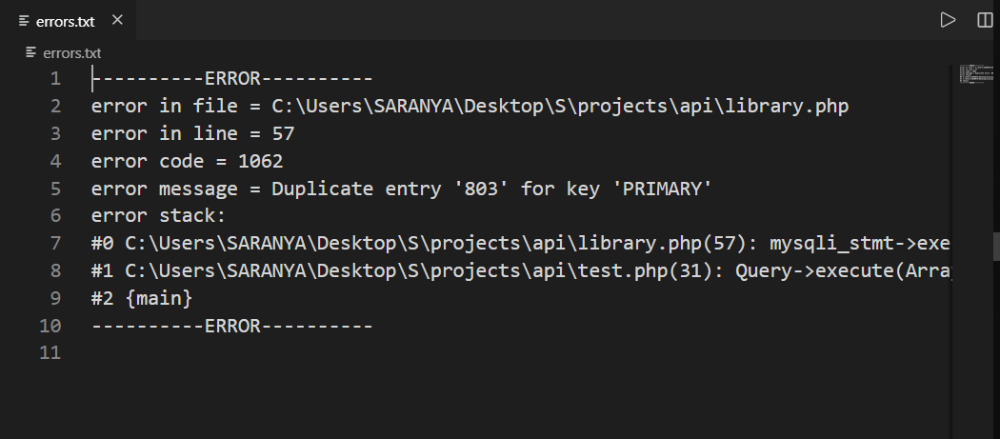 errors.txt
errors.txt
1 ----------ERROR----------
2 error in file = C:\Users\SARANYA\Desktop\S\projects\api\library.php
3 error in line = 57
4 error code = 1062
5 error message = Duplicate entry '803' for key 'PRIMARY'
6 error stack:
7 #0 C:\Users\SARANYA\Desktop\S\projects\api\library.php(57): mysqli_stmt->exe
8 #1 C:\Users\SARANYA\Desktop\S\projects\api\test.php(31): Query->execute(Arra
9 #2 {main}
10 ----------ERROR----------
11